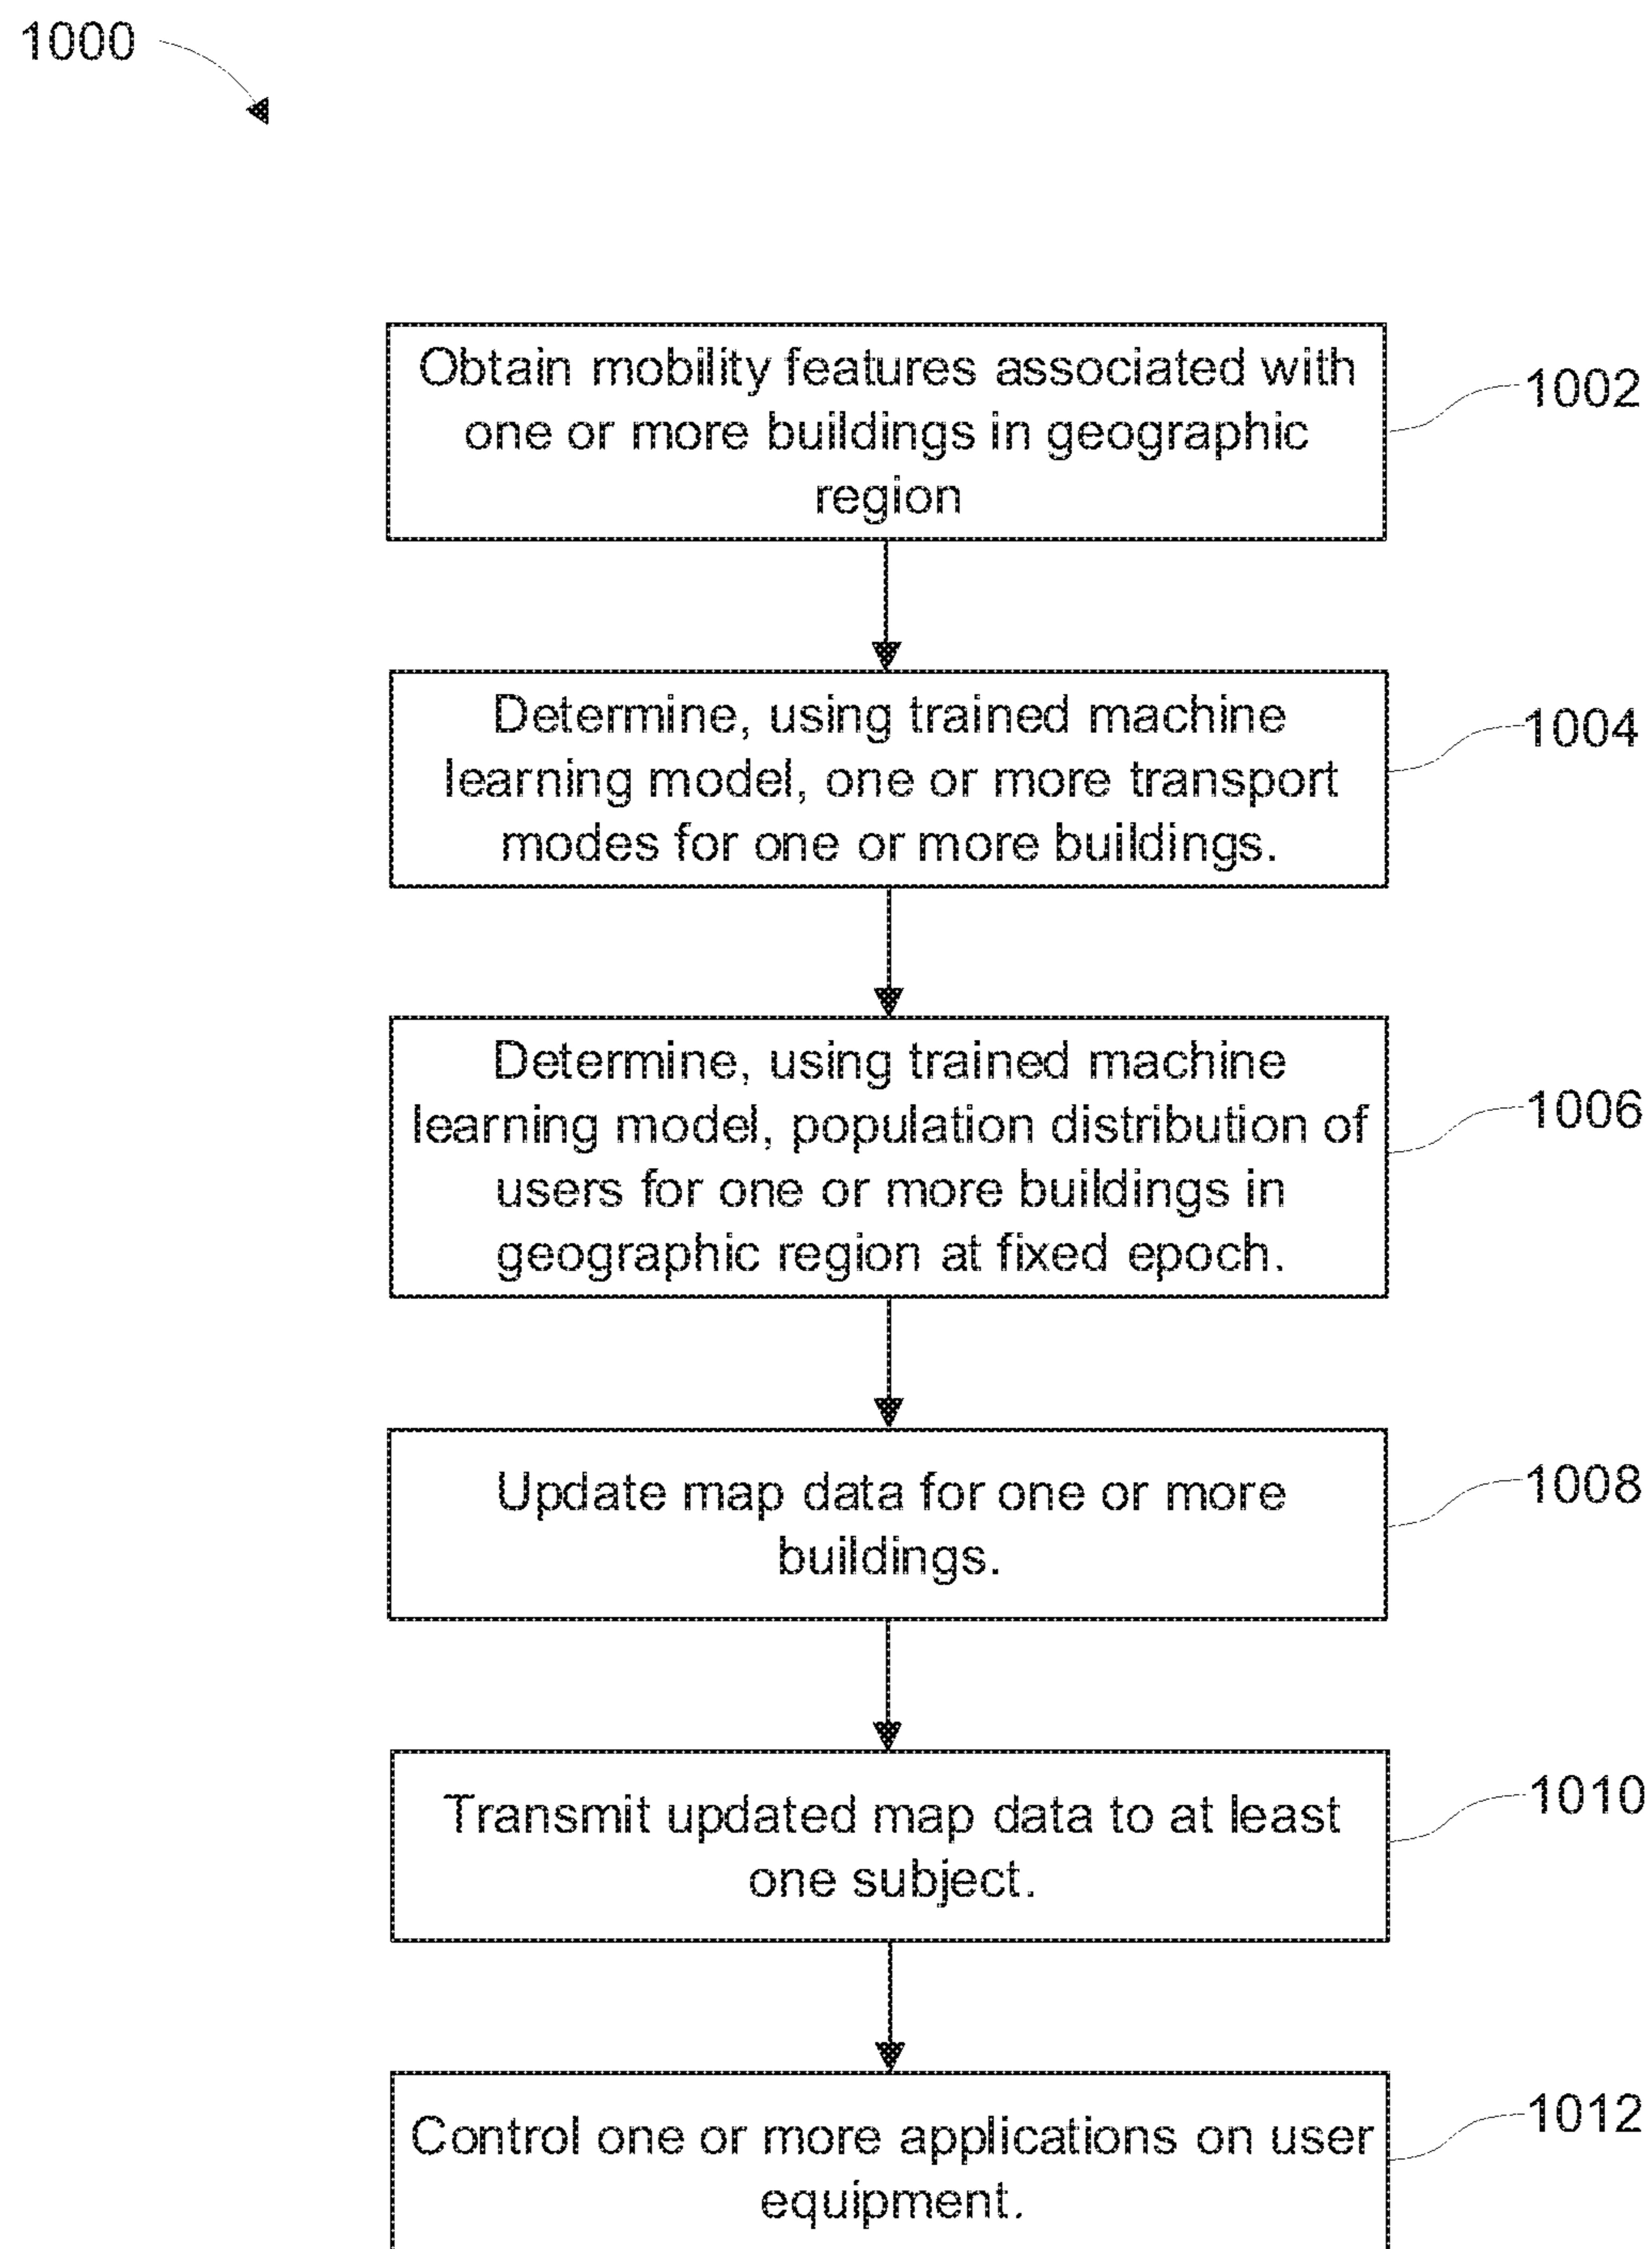 1000
Obtain mobility features associated with
one or more buildings in geographic
region
1002
Determine, using trained machine
learning model, one or more transport
modes for one or more buildings.
1004
Determine, using trained machine
learning model, population distribution of
users for one or more buildings in
geographic region at fixed epoch.
1006
Update map data for one or more
buildings.
1008
Transmit updated map data to at least
one subject.
1010
Control one or more applications on user
equipment.
1012